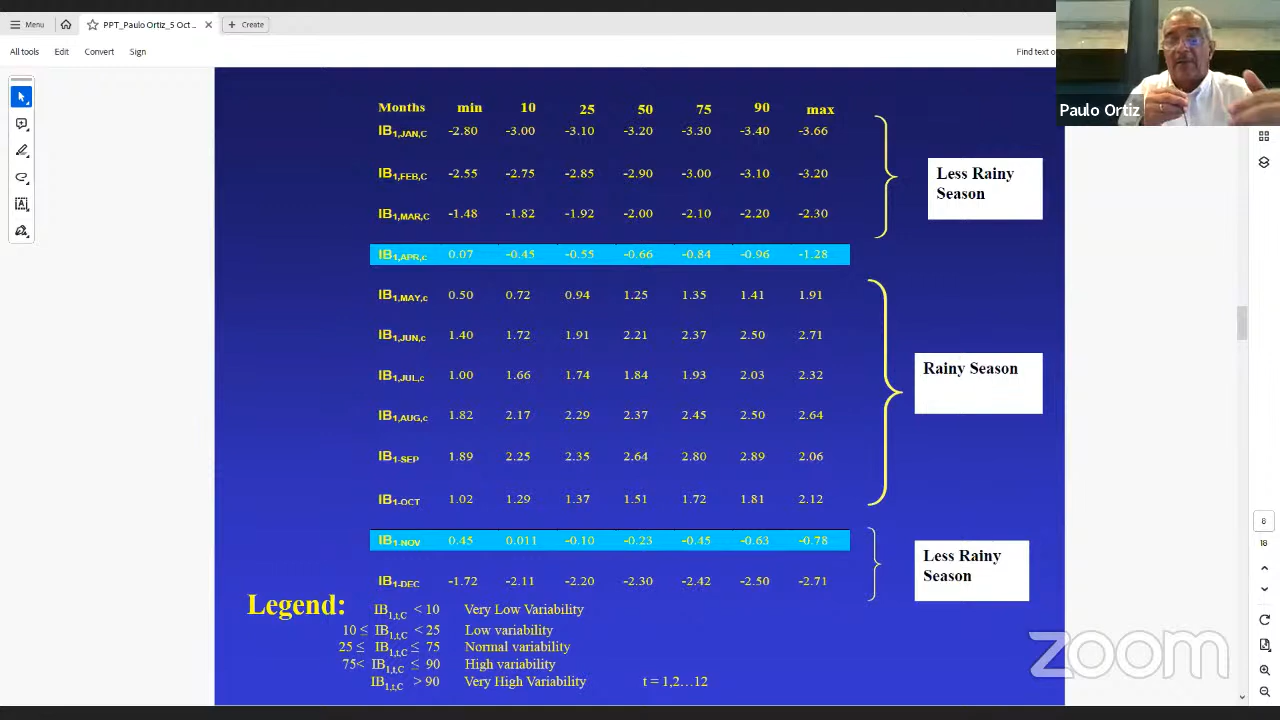 Menu
PPT_Paulo Ortiz_5 Oct...
Create
All tools Edit Convert Sign
Find text o
Paulo Ortiz
Months min 10 25 50 75 90 max
IB1,JAN,C -2.80 -3.00 -3.10 -3.20 -3.30 -3.40 -3.66
IB1,FEB,C -2.55 -2.75 -2.85 -2.90 -3.00 -3.10 -3.20
Less Rainy
Season
IB1,MAR,C -1.48 -1.82 -1.92 -2.00 -2.10 -2.20 -2.30
IB1,APR,c 0.07 -0.45 -0.55 -0.66 -0.84 -0.96 -1.28
IB1,MAY,c 0.50 0.72 0.94 1.25 1.35 1.41 1.91
IB1,JUN,c 1.40 1.72 1.91 2.21 2.37 2.50 2.71
IB1,JUL,c 1.00 1.66 1.74 1.84 1.93 2.03 2.32
Rainy Season
IB1,AUG,c 1.82 2.17 2.29 2.37 2.45 2.50 2.64
IB1-SEP 1.89 2.25 2.35 2.64 2.80 2.89 2.06
IB1-OCT 1.02 1.29 1.37 1.51 1.72 1.81 2.12
IB1-NOV 0.45 0.011 -0.10 -0.23 -0.45 -0.63 -0.78
Less Rainy
Season
IB1-DEC -1.72 -2.11 -2.20 -2.30 -2.42 -2.50 -2.71
Legend:
IB1,t,C < 10 Very Low Variability
10 ≤ IB1,t,C < 25 Low variability
25 ≤ IB1,t,C ≤ 75 Normal variability
75< IB1,t,C ≤ 90 High variability
IB1,t,C > 90 Very High Variability t = 1,2...12
8
18
zoom